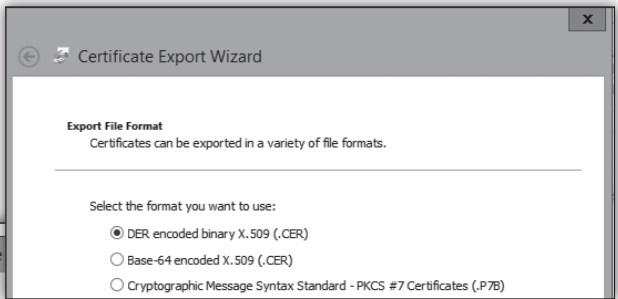 x
Certificate Export Wizard
Export File Format
Certificates can be exported in a variety of file formats.
Select the format you want to use:
DER encoded binary X.509 (.CER)
Base-64 encoded X.509 (.CER)
Cryptographic Message Syntax Standard - PKCS #7 Certificates (.P7B)